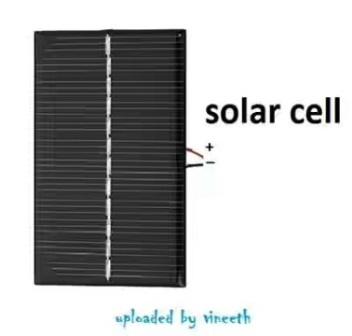 solar cell
+
−
uploaded by vineeth